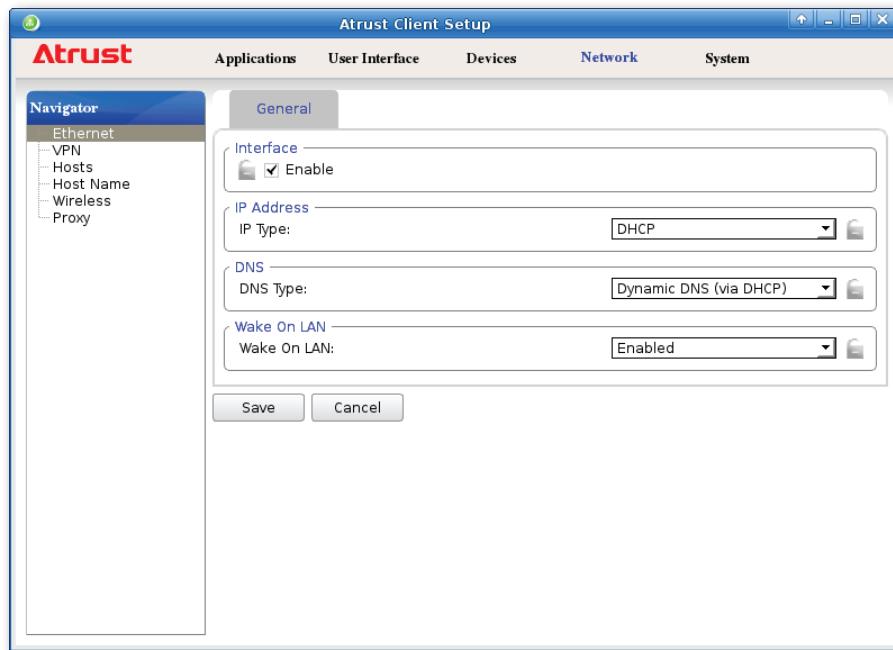 Atrust Client Setup
Atrust
Applications User Interface Devices Network System
Navigator
Ethernet
VPN
Hosts
Host Name
Wireless
Proxy
General
Interface
Enable
IP Address
IP Type: DHCP
DNS
DNS Type: Dynamic DNS (via DHCP)
Wake On LAN
Wake On LAN: Enabled
Save Cancel